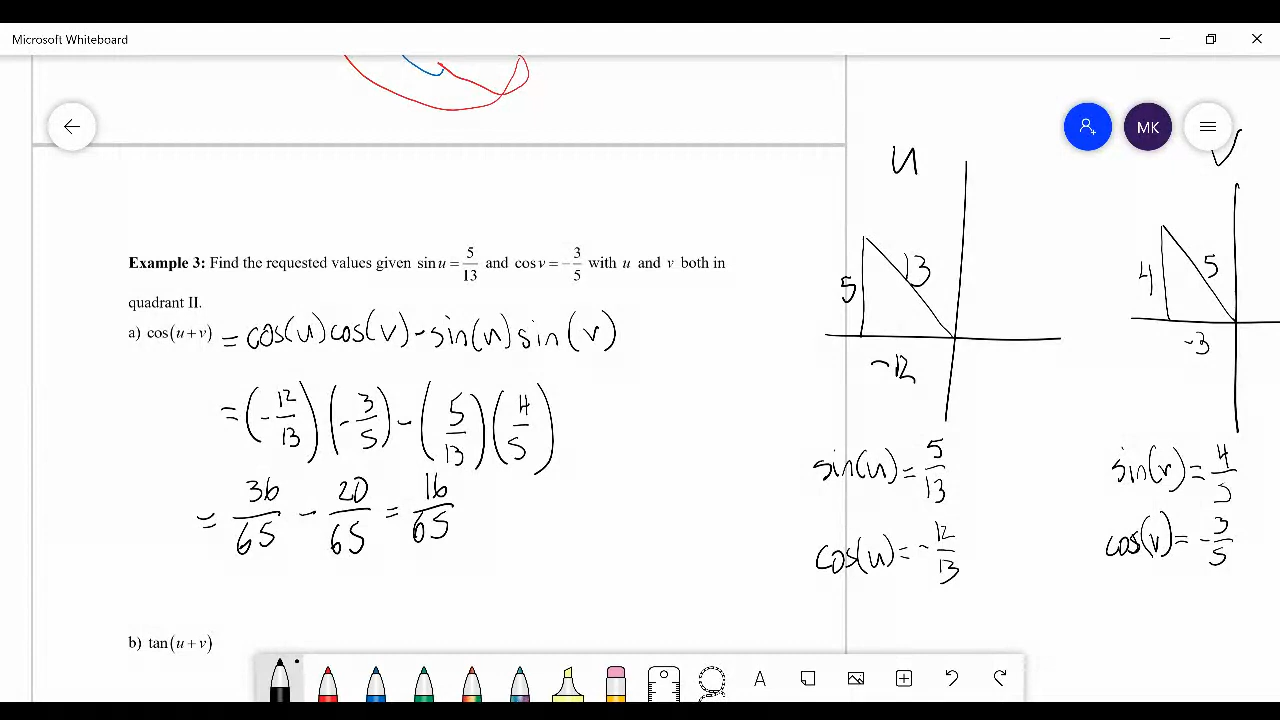 Microsoft Whiteboard
MK
u
v
Example 3: Find the requested values given sin u = 5/13 and cos v = -3/5 with u and v both in
quadrant II.
a) cos(u+v) = cos(u)cos(v) - sin(u)sin(v)
= (-12/13)(-3/5) - (5/13)(4/5)
= 36/65 - 20/65 = 16/65
b) tan(u+v)
5
13
-12
sin(u) = 5/13
cos(u) = -12/13
4
5
-3
sin(v) = 4/5
cos(v) = -3/5
A